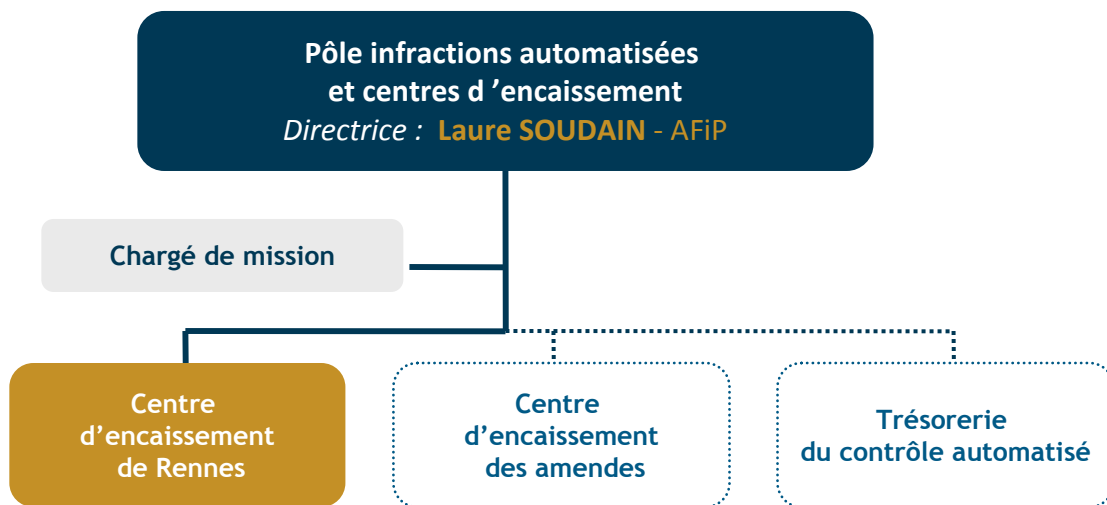 Pôle infractions automatisées
et centres d ’encaissement
Directrice : Laure SOUDAIN - AFiP
Chargé de mission
Centre
d’encaissement
de Rennes
Centre
d’encaissement
des amendes
Trésorerie
du contrôle automatisé